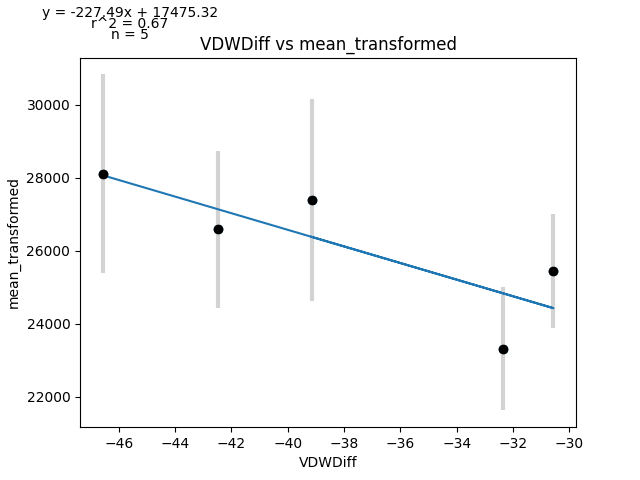 y = -227.49x + 17475.32
r^2 = 0.67
n = 5
VDWDiff vs mean_transformed
mean_transformed
30000
28000
26000
24000
22000
−46 −44 −42 −40 −38 −36 −34 −32 −30
VDWDiff